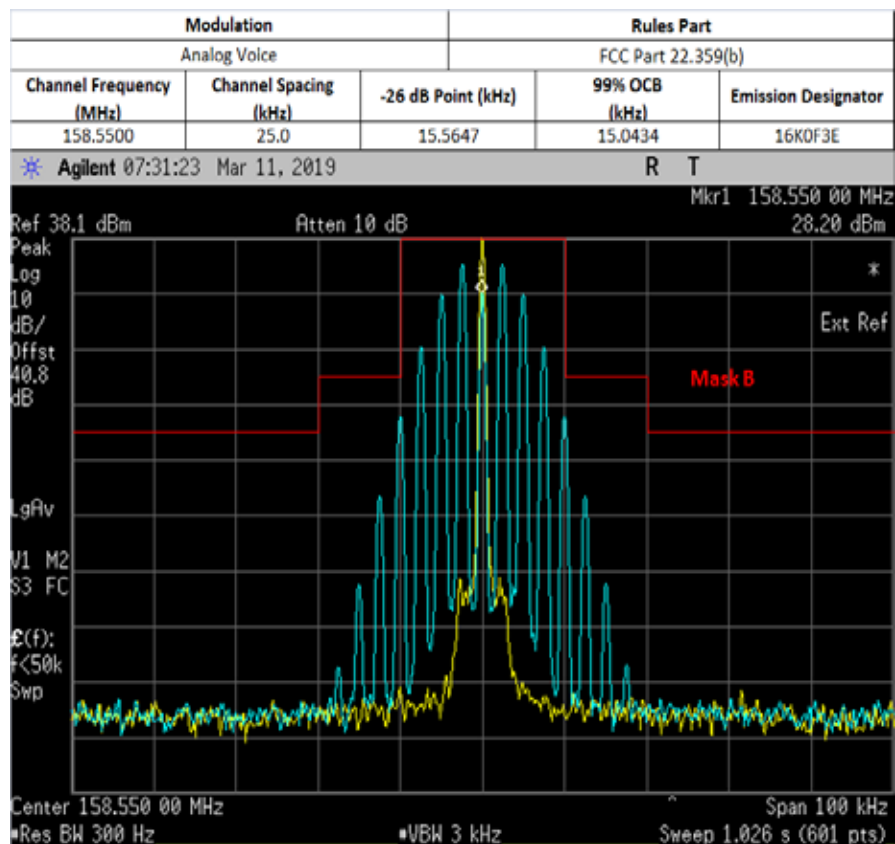 Modulation Rules Part
Analog Voice FCC Part 22.359(b)
Channel Frequency (MHz) Channel Spacing (kHz) -26 dB Point (kHz) 99% OCB (kHz) Emission Designator
158.5500 25.0 15.5647 15.0434 16K0F3E
Agilent 07:31:23 Mar 11, 2019 R T
Mkr1 158.550 00 MHz
Ref 38.1 dBm Atten 10 dB 28.20 dBm
Peak
Log
10
dB/
Offst
40.8
dB
1
*
Ext Ref
Mask B
LgAv
V1 M2
S3 FC
£(f):
f<50k
Swp
Center 158.550 00 MHz Span 100 kHz
Res BW 300 Hz VBW 3 kHz Sweep 1.026 s (601 pts)